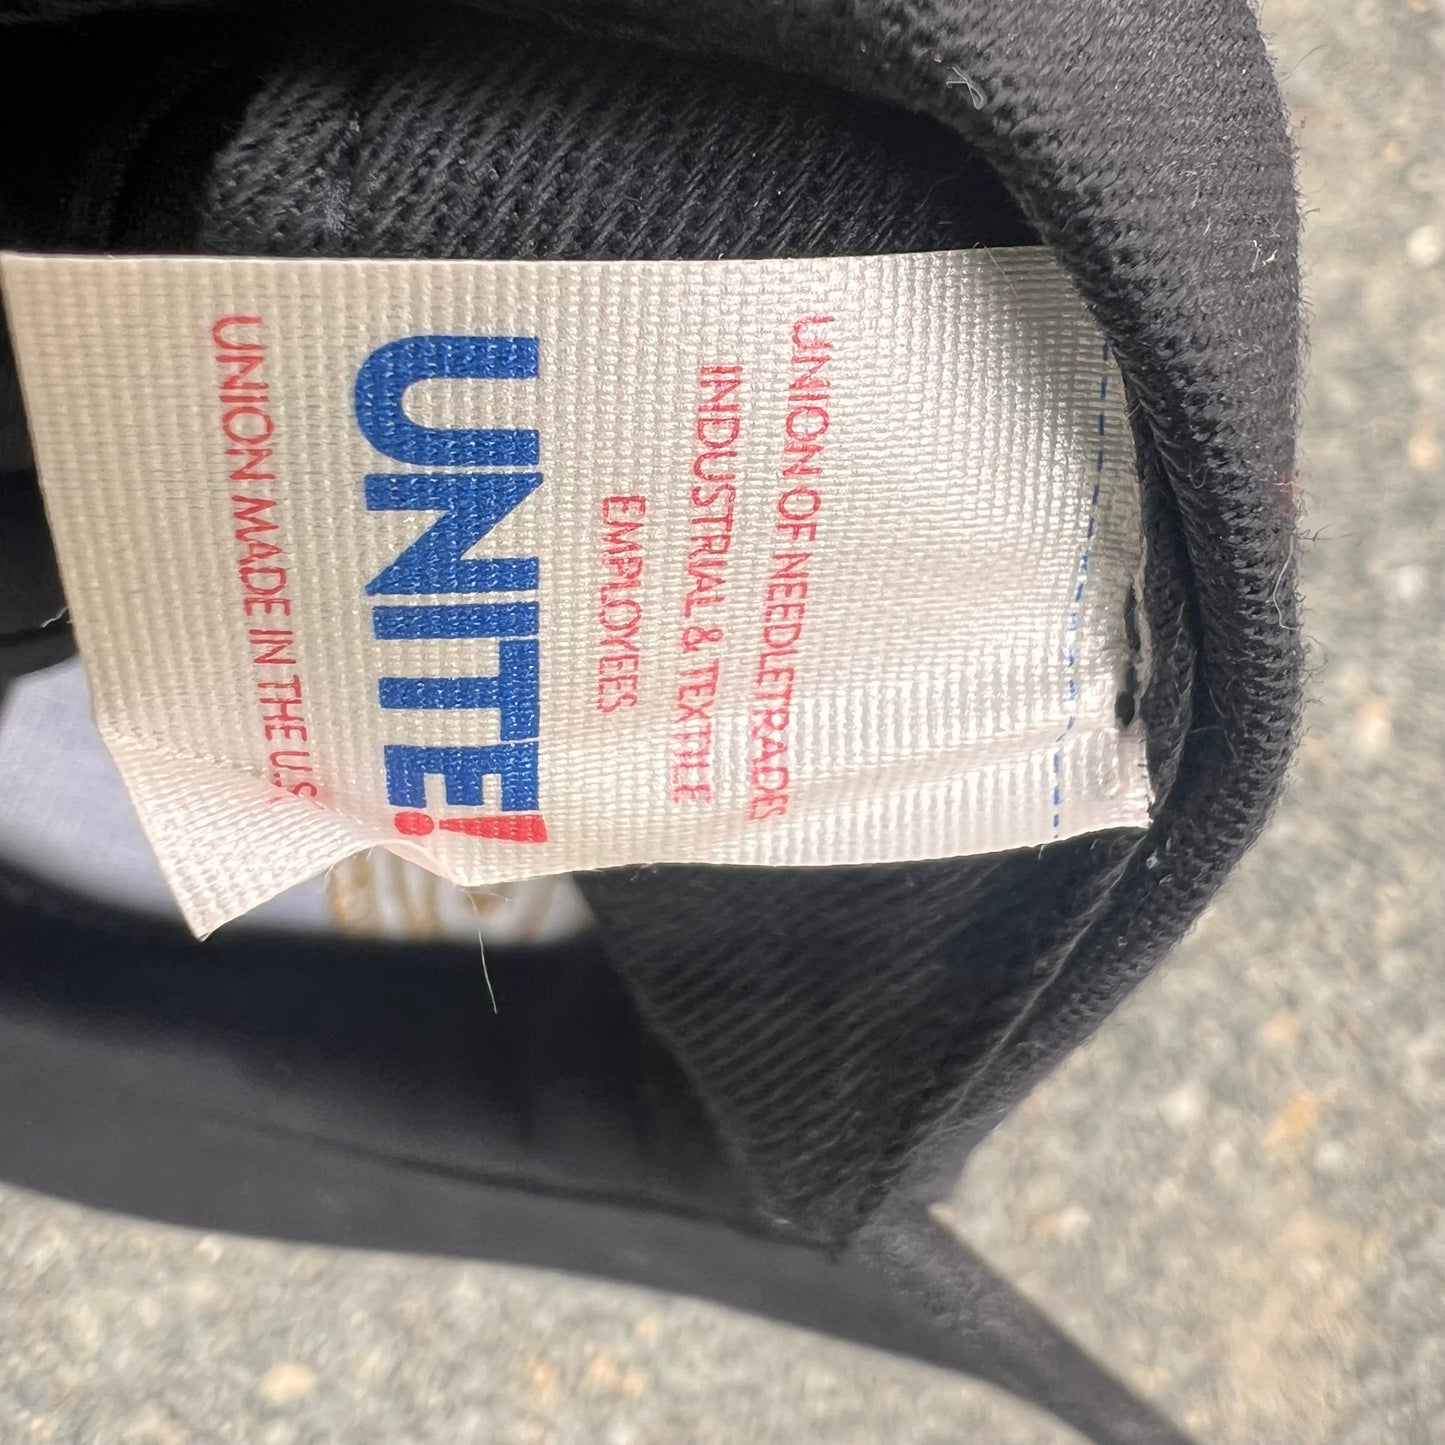 UNION OF NEEDLETRADES
INDUSTRIAL & TEXTILE
EMPLOYEES
UNITE!
UNION MADE IN THE U.S